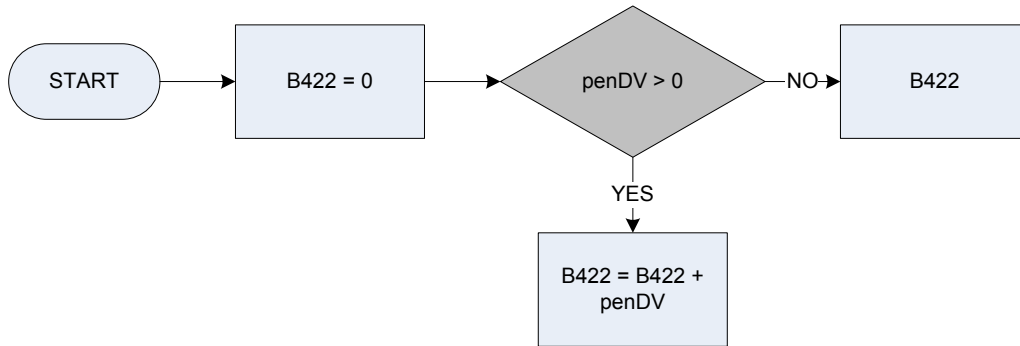 START
B422 = 0
penDV > 0
NO
B422
YES
B422 = B422 +
penDV